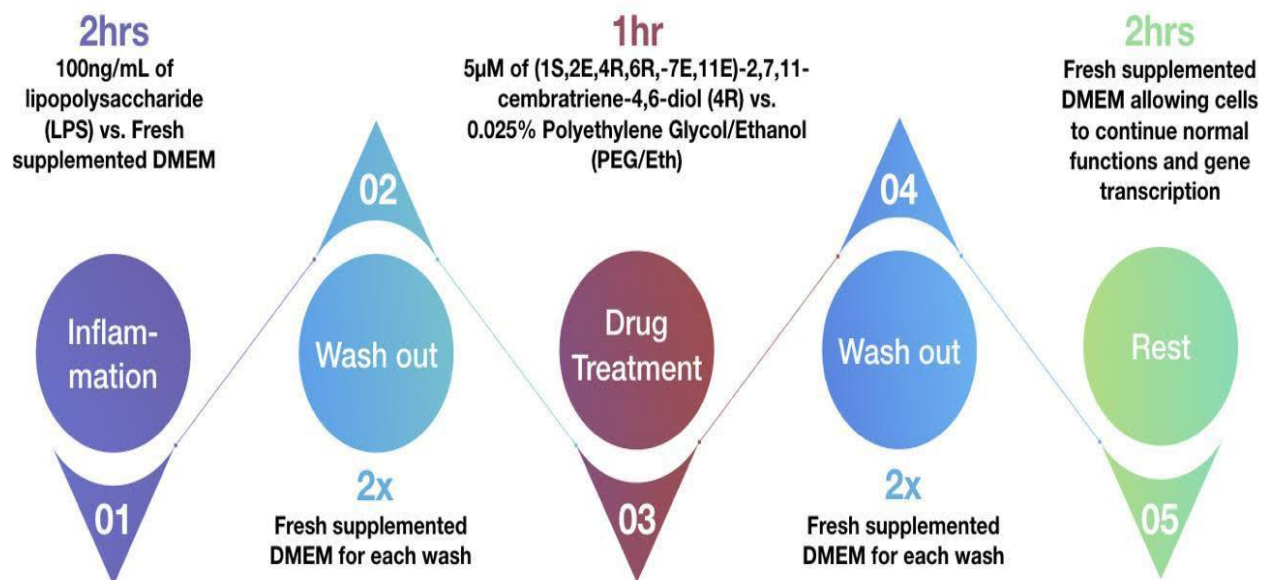 2hrs
100ng/mL of
lipopolysaccharide
(LPS) vs. Fresh
supplemented DMEM
Inflam-
mation
01
02
Wash out
2x
Fresh supplemented
DMEM for each wash
1hr
5µM of (1S,2E,4R,6R,-7E,11E)-2,7,11-
cembratriene-4,6-diol (4R) vs.
0.025% Polyethylene Glycol/Ethanol
(PEG/Eth)
Drug
Treatment
03
04
Wash out
2x
Fresh supplemented
DMEM for each wash
2hrs
Fresh supplemented
DMEM allowing cells
to continue normal
functions and gene
transcription
Rest
05